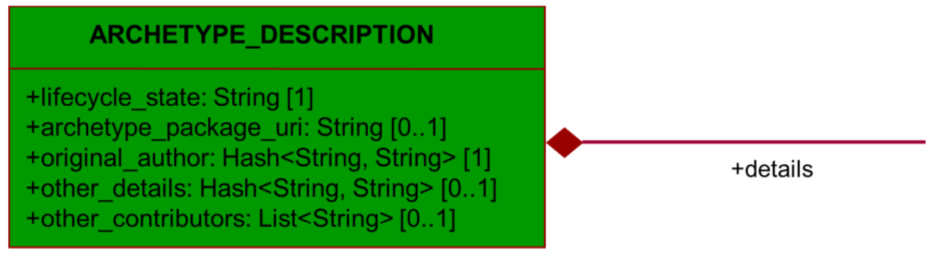 ARCHETYPE_DESCRIPTION
+lifecycle_state: String [1]
+archetype_package_uri: String [0..1]
+original_author: Hash<String, String> [1]
+other_details: Hash<String, String> [0..1]
+other_contributors: List<String> [0..1]
+details